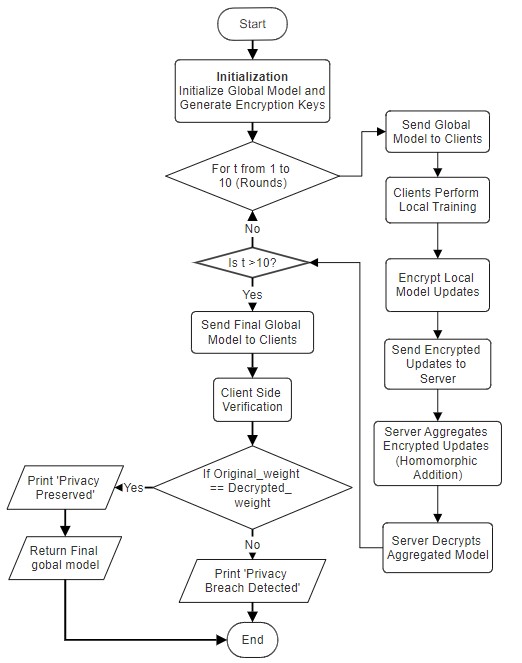 Start
Initialization
Initialize Global Model and
Generate Encryption Keys
For t from 1 to
10 (Rounds)
Send Global
Model to Clients
Clients Perform
Local Training
Encrypt Local
Model Updates
Send Encrypted
Updates to
Server
Server Aggregates
Encrypted Updates
(Homomorphic
Addition)
Server Decrypts
Aggregated Model
No
Is t >10?
Yes
Send Final Global
Model to Clients
Client Side
Verification
If Original_weight
== Decrypted_
weight
Yes
Print 'Privacy
Preserved'
Return Final
gobal model
No
Print 'Privacy
Breach Detected'
End